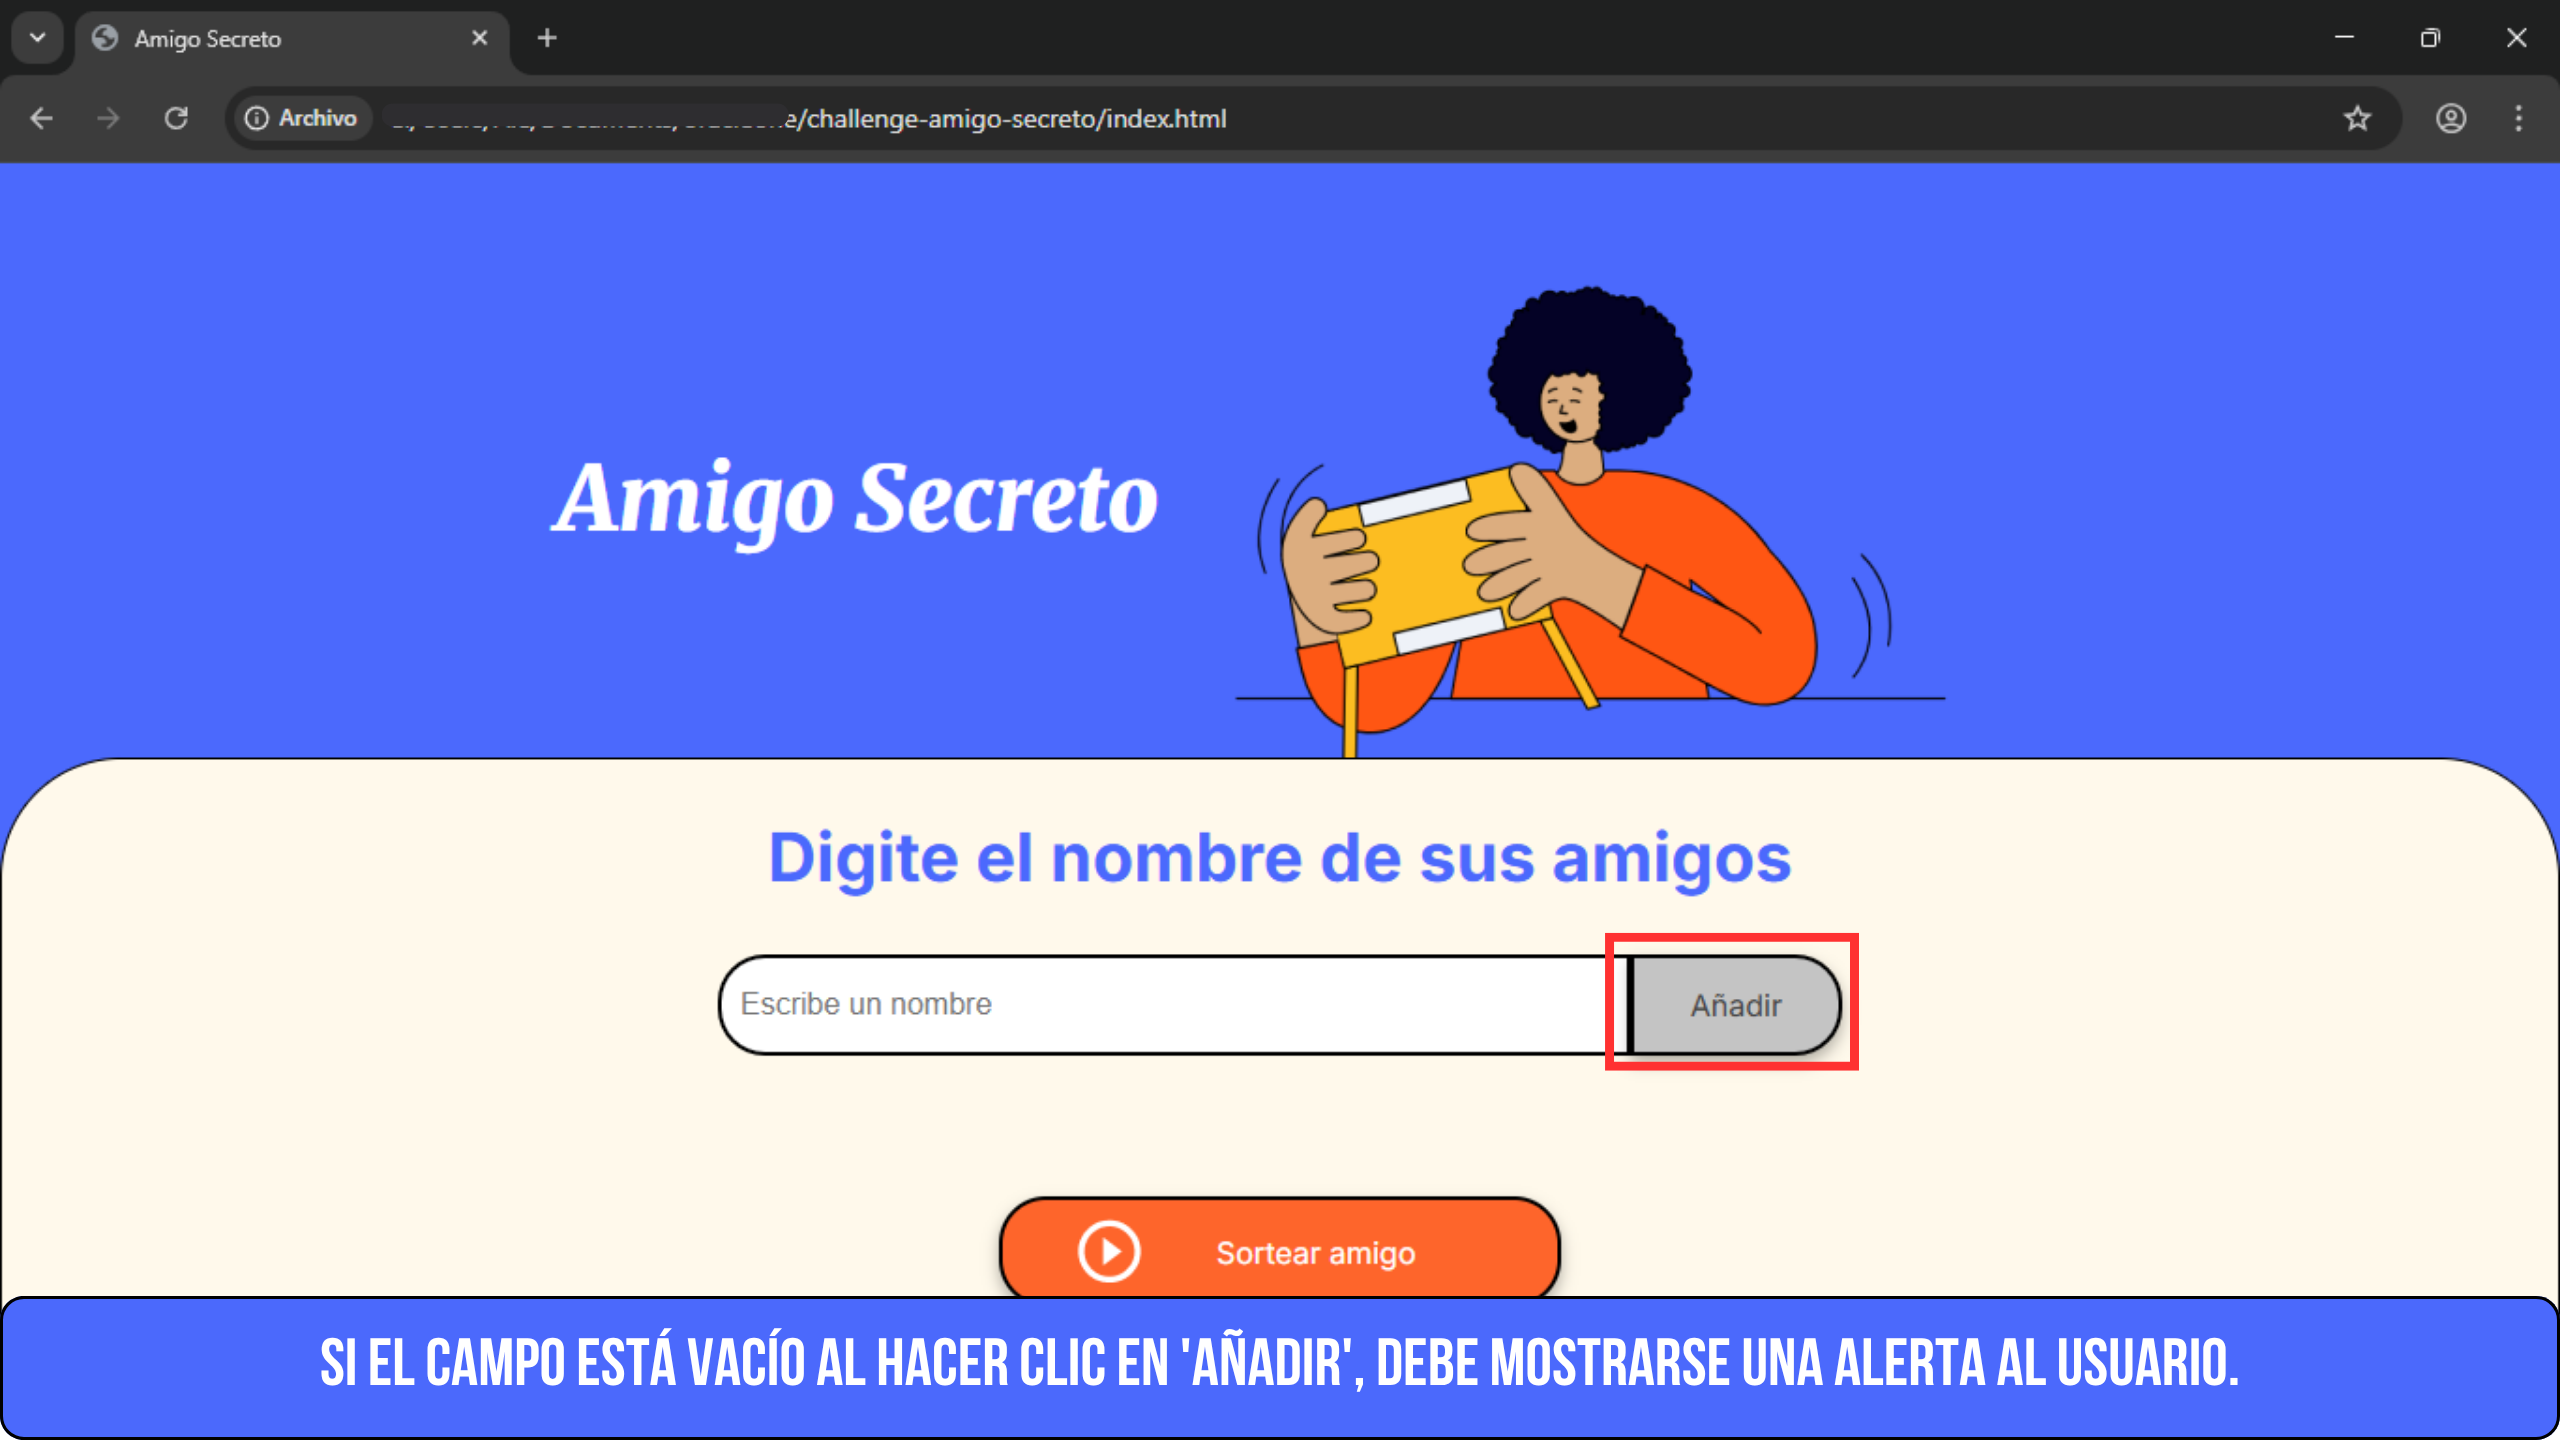 Amigo Secreto
Archivo
e/challenge-amigo-secreto/index.html
Amigo Secreto
Digite el nombre de sus amigos
Escribe un nombre
Añadir
Sortear amigo
SI EL CAMPO ESTÁ VACÍO AL HACER CLIC EN 'AÑADIR', DEBE MOSTRARSE UNA ALERTA AL USUARIO.